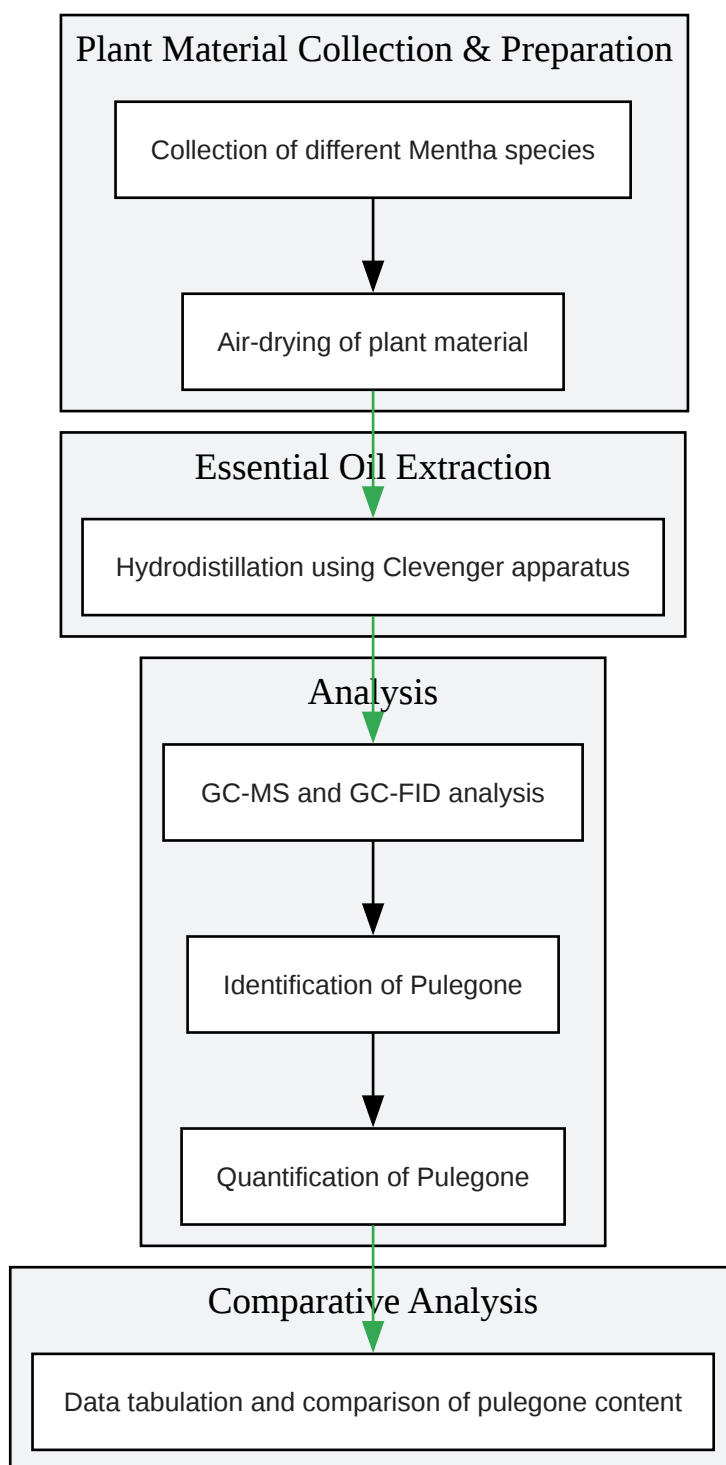 Plant Material Collection & Preparation
Collection of different Mentha species
Air-drying of plant material
Essential Oil Extraction
Hydrodistillation using Clevenger apparatus
Analysis
GC-MS and GC-FID analysis
Identification of Pulegone
Quantification of Pulegone
Comparative Analysis
Data tabulation and comparison of pulegone content